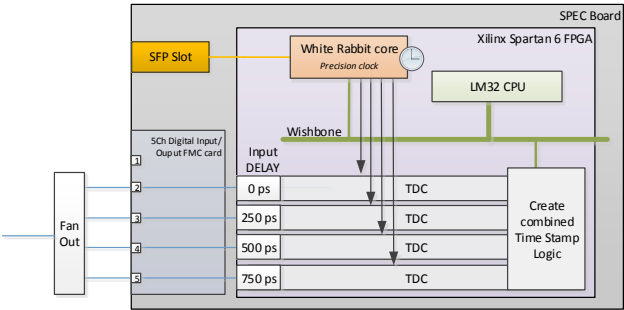 SPEC Board
Xilinx Spartan 6 FPGA
SFP Slot
White Rabbit core
Precision clock
LM32 CPU
Wishbone
5Ch Digital Input/
Ouput FMC card
Input
DELAY
1
2
0 ps
TDC
3
250 ps
TDC
4
500 ps
TDC
5
750 ps
TDC
Fan
Out
Create
combined
Time Stamp
Logic